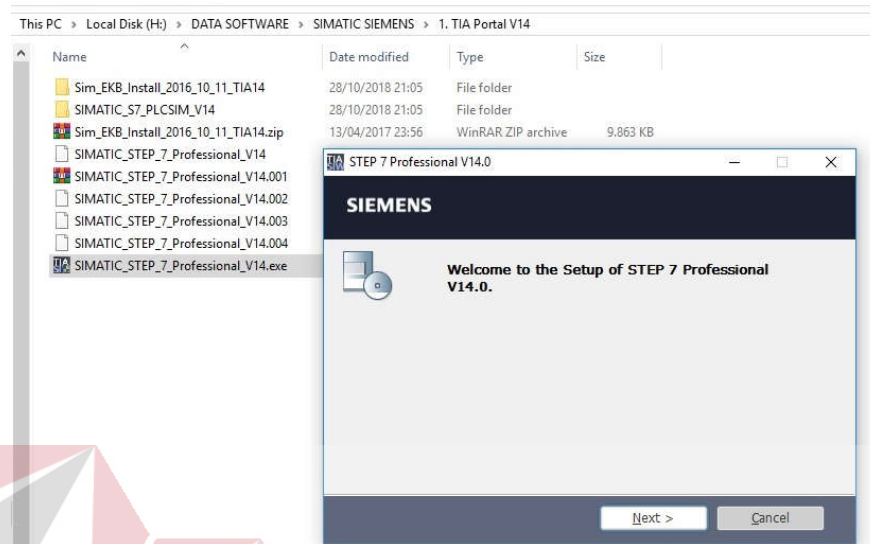 This PC > Local Disk (H:) > DATA SOFTWARE > SIMATIC SIEMENS > 1. TIA Portal V14
Name Date modified Type Size
Sim_EKB_Install_2016_10_11_TIA14 28/10/2018 21:05 File folder
SIMATIC_S7_PLCSIM_V14 28/10/2018 21:05 File folder
Sim_EKB_Install_2016_10_11_TIA14.zip 13/04/2017 23:56 WinRAR ZIP archive 9.863 KB
SIMATIC_STEP_7_Professional_V14
SIMATIC_STEP_7_Professional_V14.001
SIMATIC_STEP_7_Professional_V14.002
SIMATIC_STEP_7_Professional_V14.003
SIMATIC_STEP_7_Professional_V14.004
SIMATIC_STEP_7_Professional_V14.exe
STEP 7 Professional V14.0
SIEMENS
Welcome to the Setup of STEP 7 Professional
V14.0.
Next > Cancel